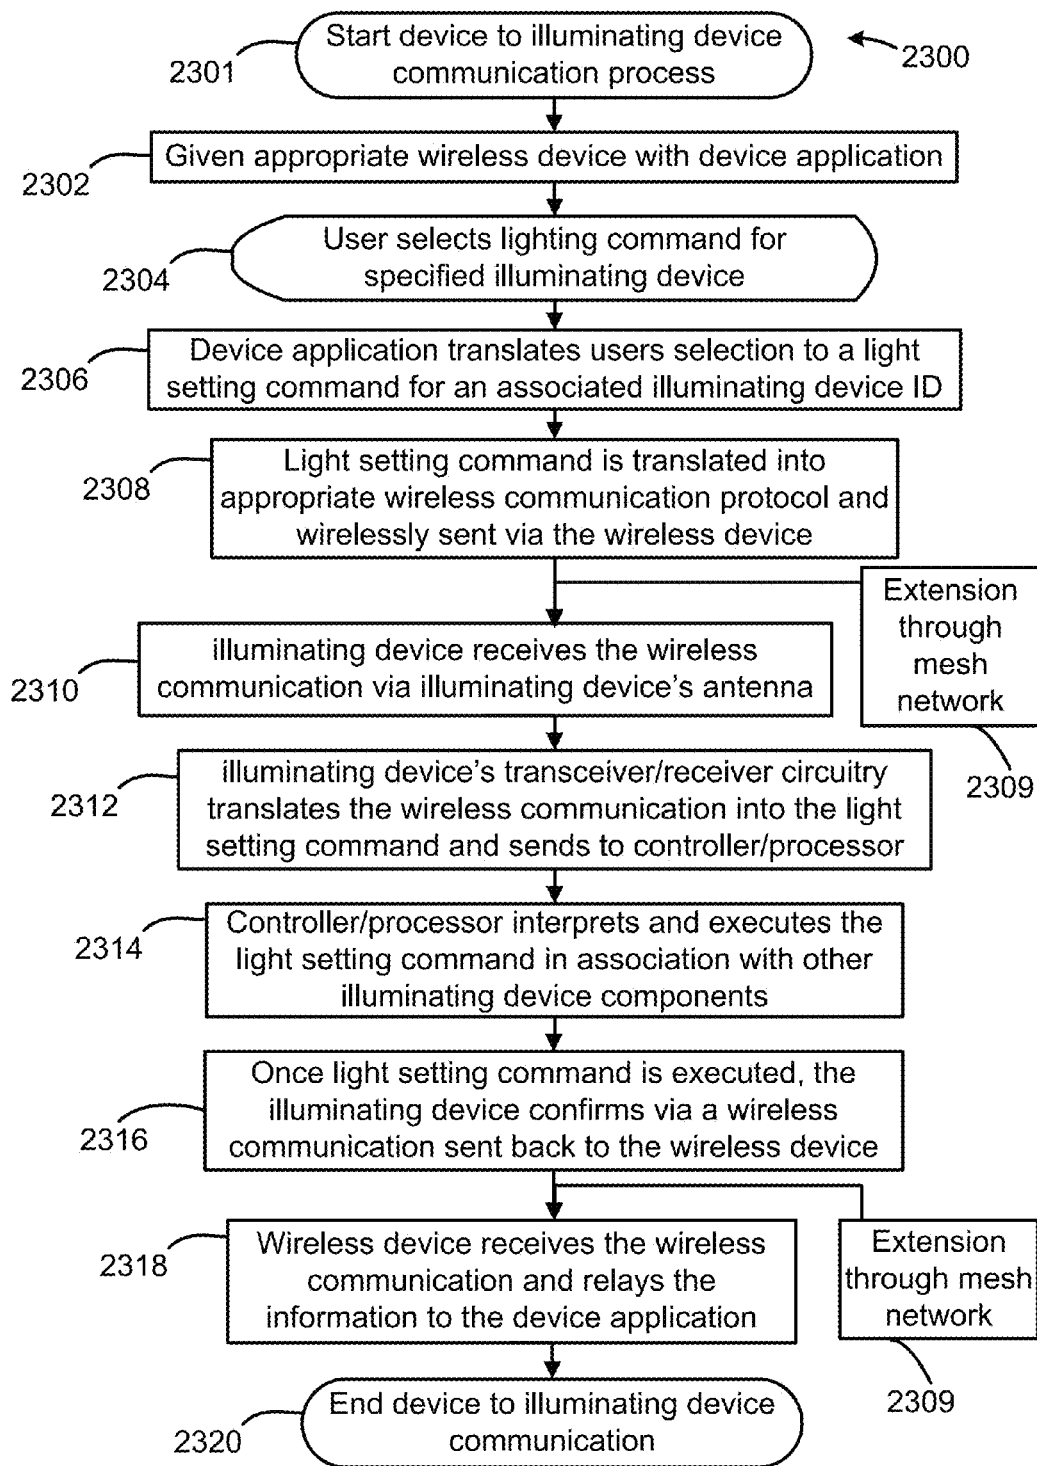 Start device to illuminating device
communication process
2300
2301
Given appropriate wireless device with device application
2302
User selects lighting command for
specified illuminating device
2304
Device application translates users selection to a light
setting command for an associated illuminating device ID
2306
Light setting command is translated into
appropriate wireless communication protocol and
wirelessly sent via the wireless device
2308
Extension
through
mesh
network
2309
illuminating device receives the wireless
communication via illuminating device's antenna
2310
illuminating device's transceiver/receiver circuitry
translates the wireless communication into the light
setting command and sends to controller/processor
2312
Controller/processor interprets and executes the
light setting command in association with other
illuminating device components
2314
Once light setting command is executed, the
illuminating device confirms via a wireless
communication sent back to the wireless device
2316
Wireless device receives the wireless
communication and relays the
information to the device application
2318
Extension
through mesh
network
2309
End device to illuminating device
communication
2320